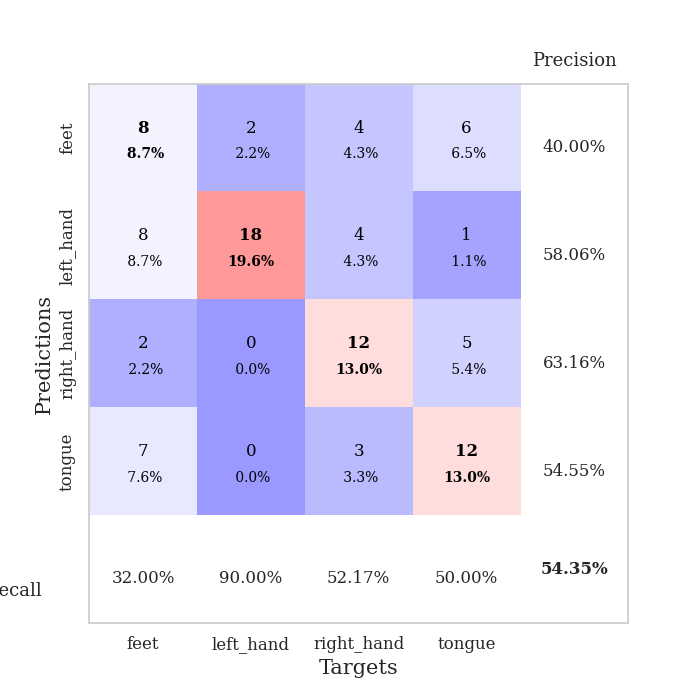 Precision
feet
8 2 4 6 40.00%
8.7% 2.2% 4.3% 6.5%
left_hand
8 18 4 1 58.06%
8.7% 19.6% 4.3% 1.1%
Predictions
right_hand
2 0 12 5 63.16%
2.2% 0.0% 13.0% 5.4%
tongue
7 0 3 12 54.55%
7.6% 0.0% 3.3% 13.0%
ecall
32.00% 90.00% 52.17% 50.00% 54.35%
feet left_hand right_hand tongue
Targets